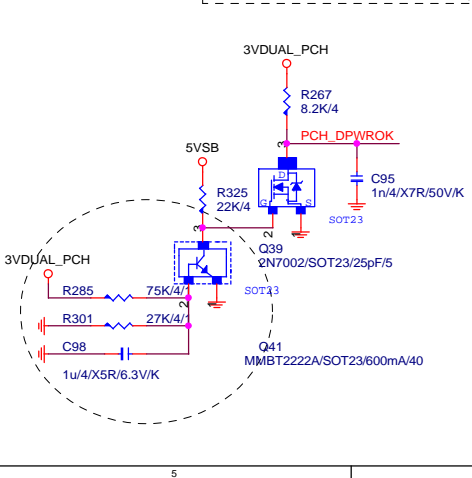 3VDUAL_PCH
R267
8.2K/4
3
PCH_DPWROK
5VSB
D
C95
1n/4/X7R/50V/K
R325
22K/4
G
S
SOT23
3
2
1
Q39
2N7002/SOT23/25pF/5
3VDUAL_PCH
SOT23
R285
75K/4/1
2
1
R301
27K/4/1
C98
Q41
MMBT2222A/SOT23/600mA/40
1u/4/X5R/6.3V/K
5